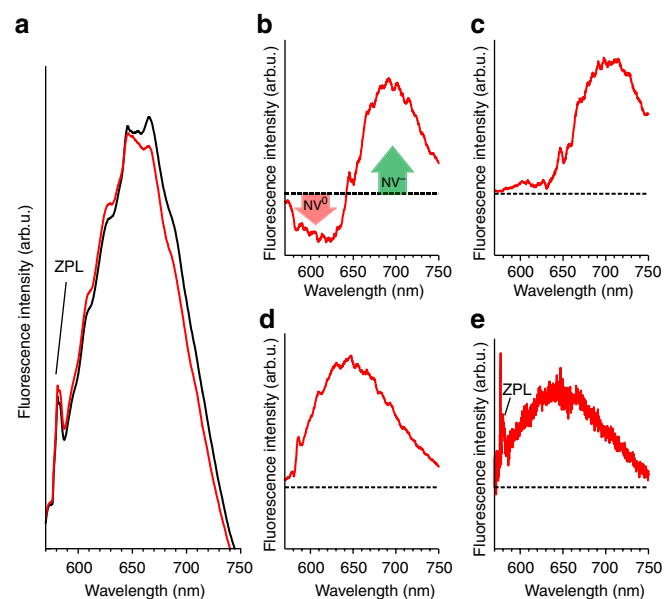 a
Fluorescence intensity (arb.u.)
ZPL
600 650 700 750
Wavelength (nm)
b
Fluorescence intensity (arb.u.)
NV⁰
NV⁻
600 650 700 750
Wavelength (nm)
c
Fluorescence intensity (arb.u.)
600 650 700 750
Wavelength (nm)
d
Fluorescence intensity (arb.u.)
600 650 700 750
Wavelength (nm)
e
Fluorescence intensity (arb.u.)
ZPL
600 650 700 750
Wavelength (nm)